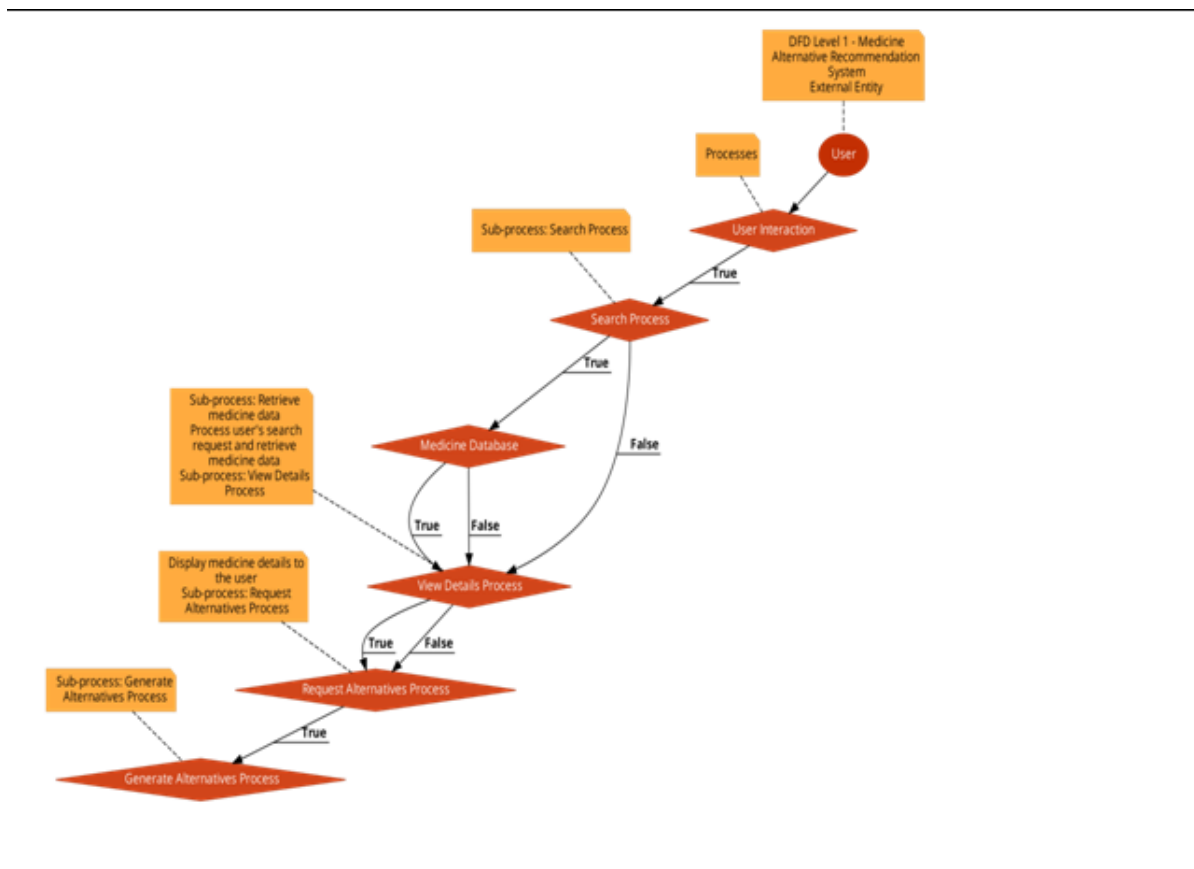 DFD Level 1 - Medicine
Alternative Recommendation
System
External Entity
Processes
User
Sub-process: Search Process
User Interaction
True
Search Process
True
Sub-process: Retrieve
medicine data
Process user's search
request and retrieve
medicine data
Sub-process: View Details
Process
Medicine Database
False
True
False
Display medicine details to
the user
Sub-process: Request
Alternatives Process
View Details Process
True
False
Sub-process: Generate
Alternatives Process
Request Alternatives Process
True
Generate Alternatives Process